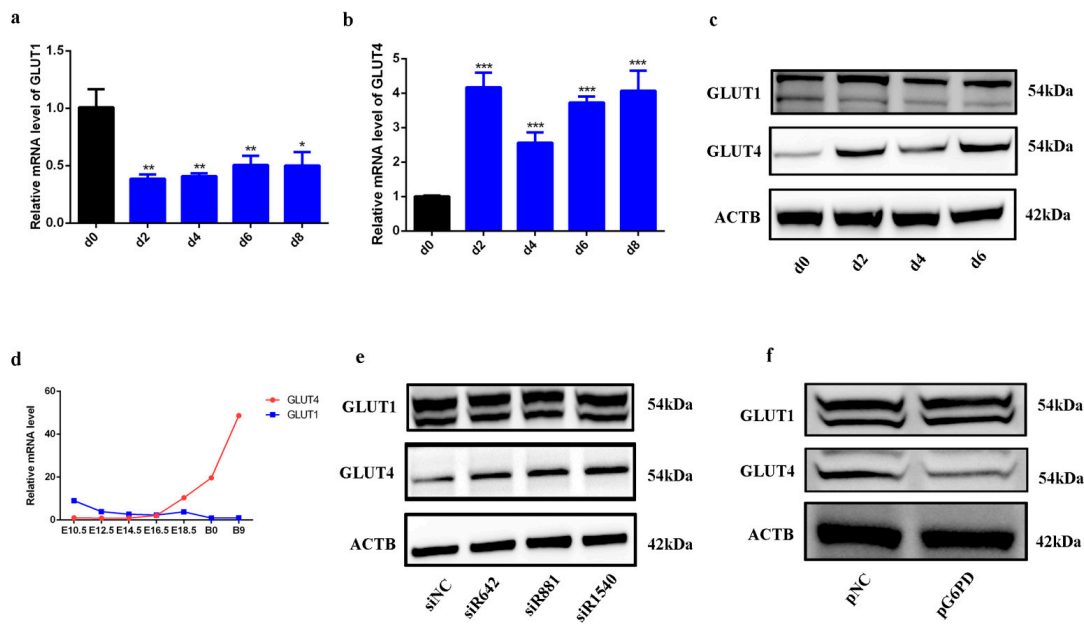 a
Relative mRNA level of GLUT1
1.5
1.0
0.5
0.0
**
**
**
*
d0 d2 d4 d6 d8
b
Relative mRNA level of GLUT4
5
4
3
2
1
0
***
***
***
***
d0 d2 d4 d6 d8
c
GLUT1 54kDa
GLUT4 54kDa
ACTB 42kDa
d0 d2 d4 d6
d
Relative mRNA level
60
40
20
0
GLUT4
GLUT1
E10.5 E12.5 E14.5 E16.5 E18.5 B0 B9
e
GLUT1 54kDa
GLUT4 54kDa
ACTB 42kDa
siNC siR642 siR881 siR1540
f
GLUT1 54kDa
GLUT4 54kDa
ACTB 42kDa
pNC pG6PD